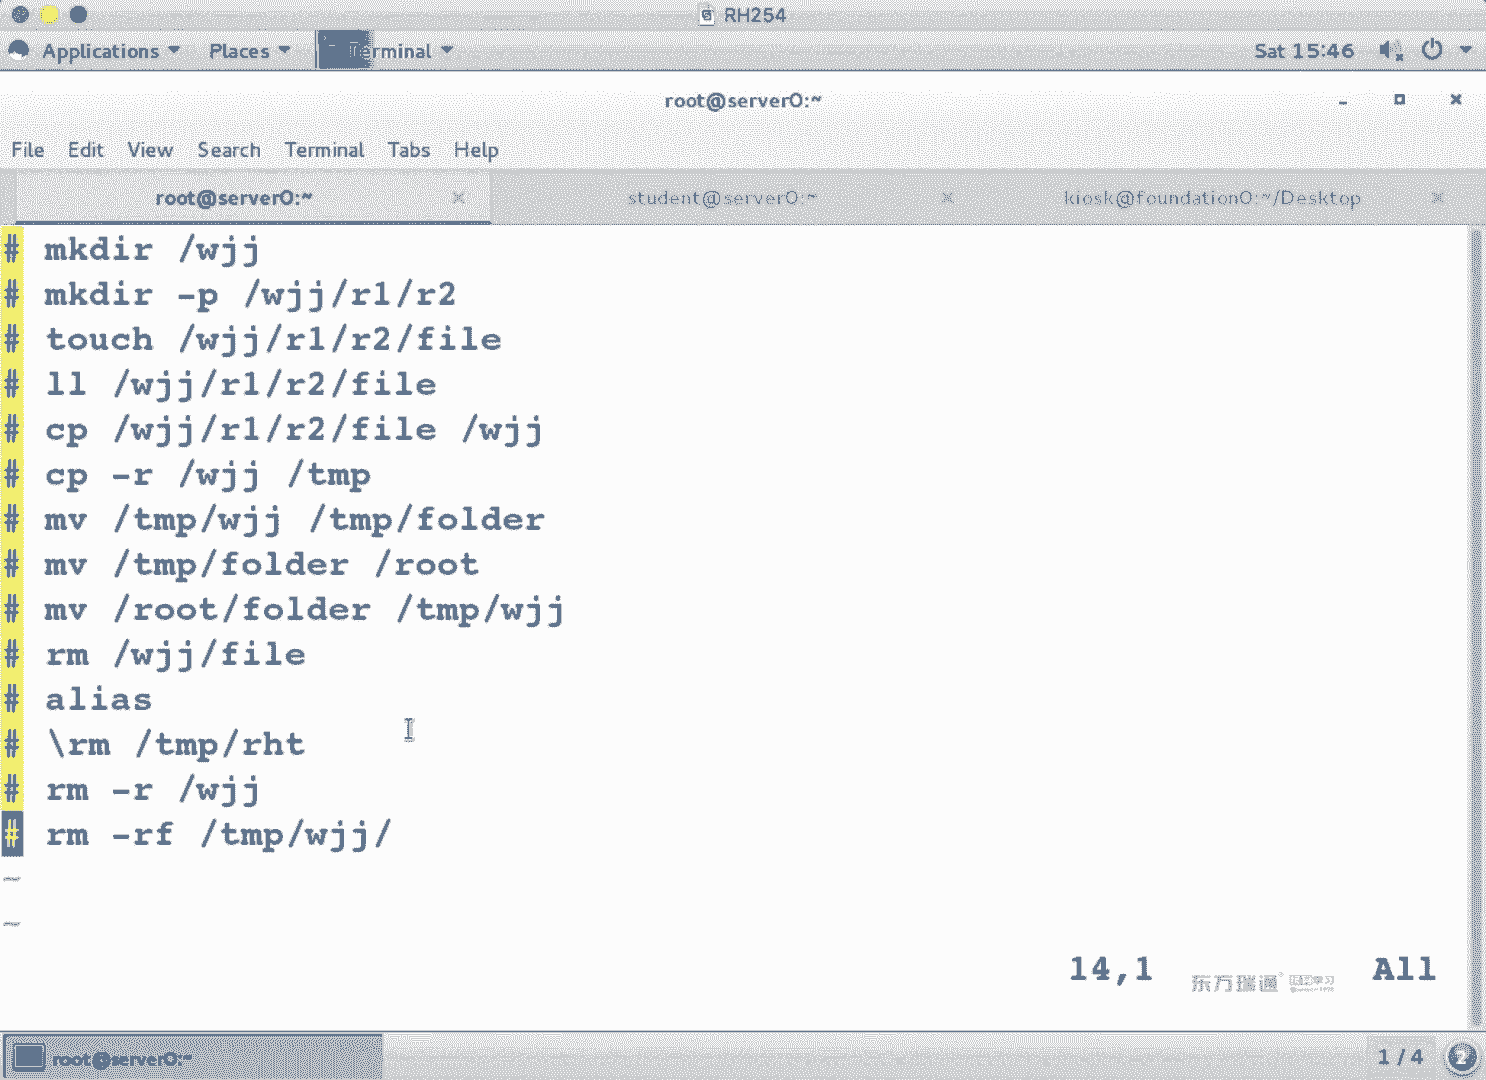 RH254
Applications Places Terminal Sat 15:46
root@server0:~
File Edit View Search Terminal Tabs Help
root@server0:~ student@server0:~ kiosk@foundation0:~/Desktop
# mkdir /wjj
# mkdir -p /wjj/r1/r2
# touch /wjj/r1/r2/file
# ll /wjj/r1/r2/file
# cp /wjj/r1/r2/file /wjj
# cp -r /wjj /tmp
# mv /tmp/wjj /tmp/folder
# mv /tmp/folder /root
# mv /root/folder /tmp/wjj
# rm /wjj/file
# alias
# \rm /tmp/rht
# rm -r /wjj
# rm -rf /tmp/wjj/
~
~
14,1 All
东方瑞通
root@server0:~ 1 / 4 2